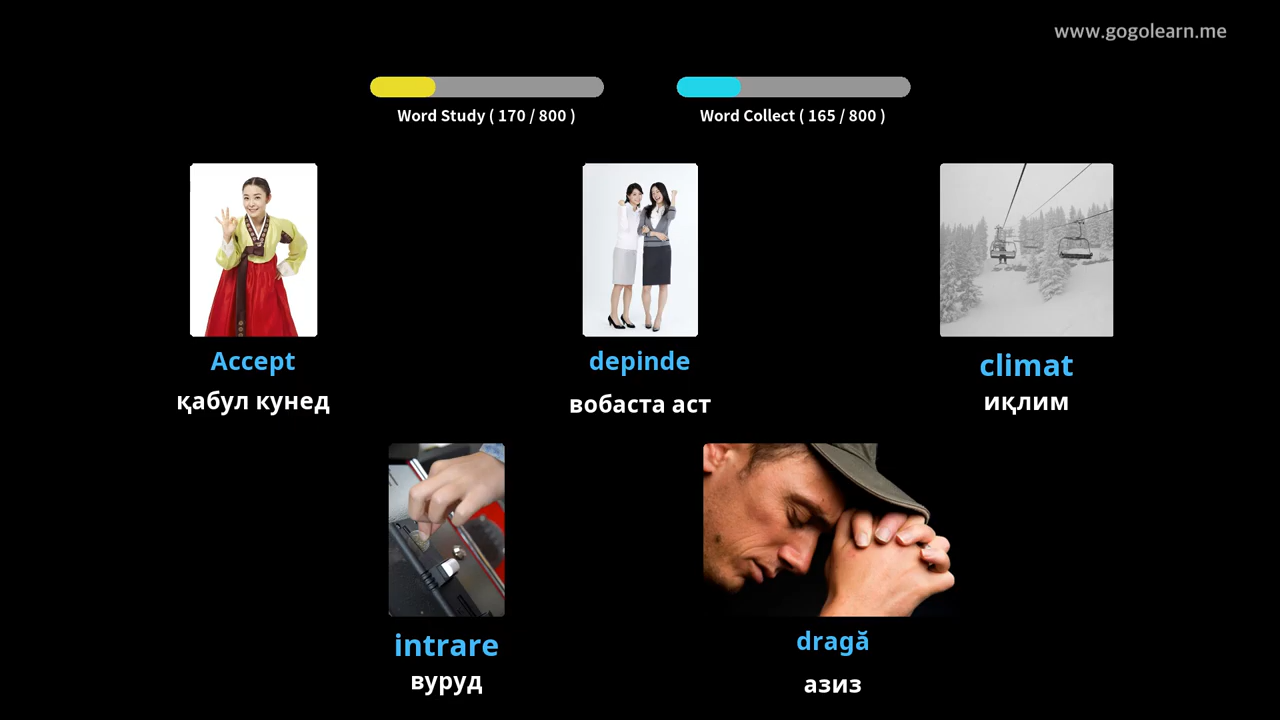 www.gogolearn.me
Word Study ( 170 / 800 )
Word Collect ( 165 / 800 )
Accept
қабул кунед
depinde
вобаста аст
climat
иқлим
intrare
вуруд
dragă
азиз